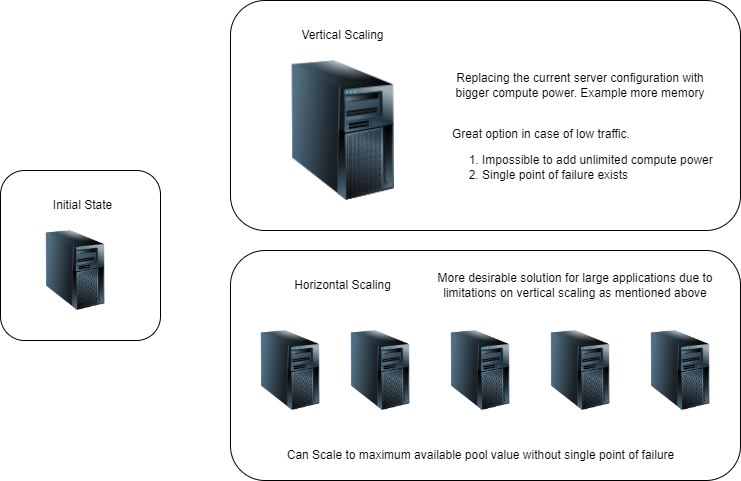 Vertical Scaling
Replacing the current server configuration with
bigger compute power. Example more memory
Great option in case of low traffic.
1. Impossible to add unlimited compute power
2. Single point of failure exists
Initial State
Horizontal Scaling
More desirable solution for large applications due to
limitations on vertical scaling as mentioned above
Can Scale to maximum available pool value without single point of failure